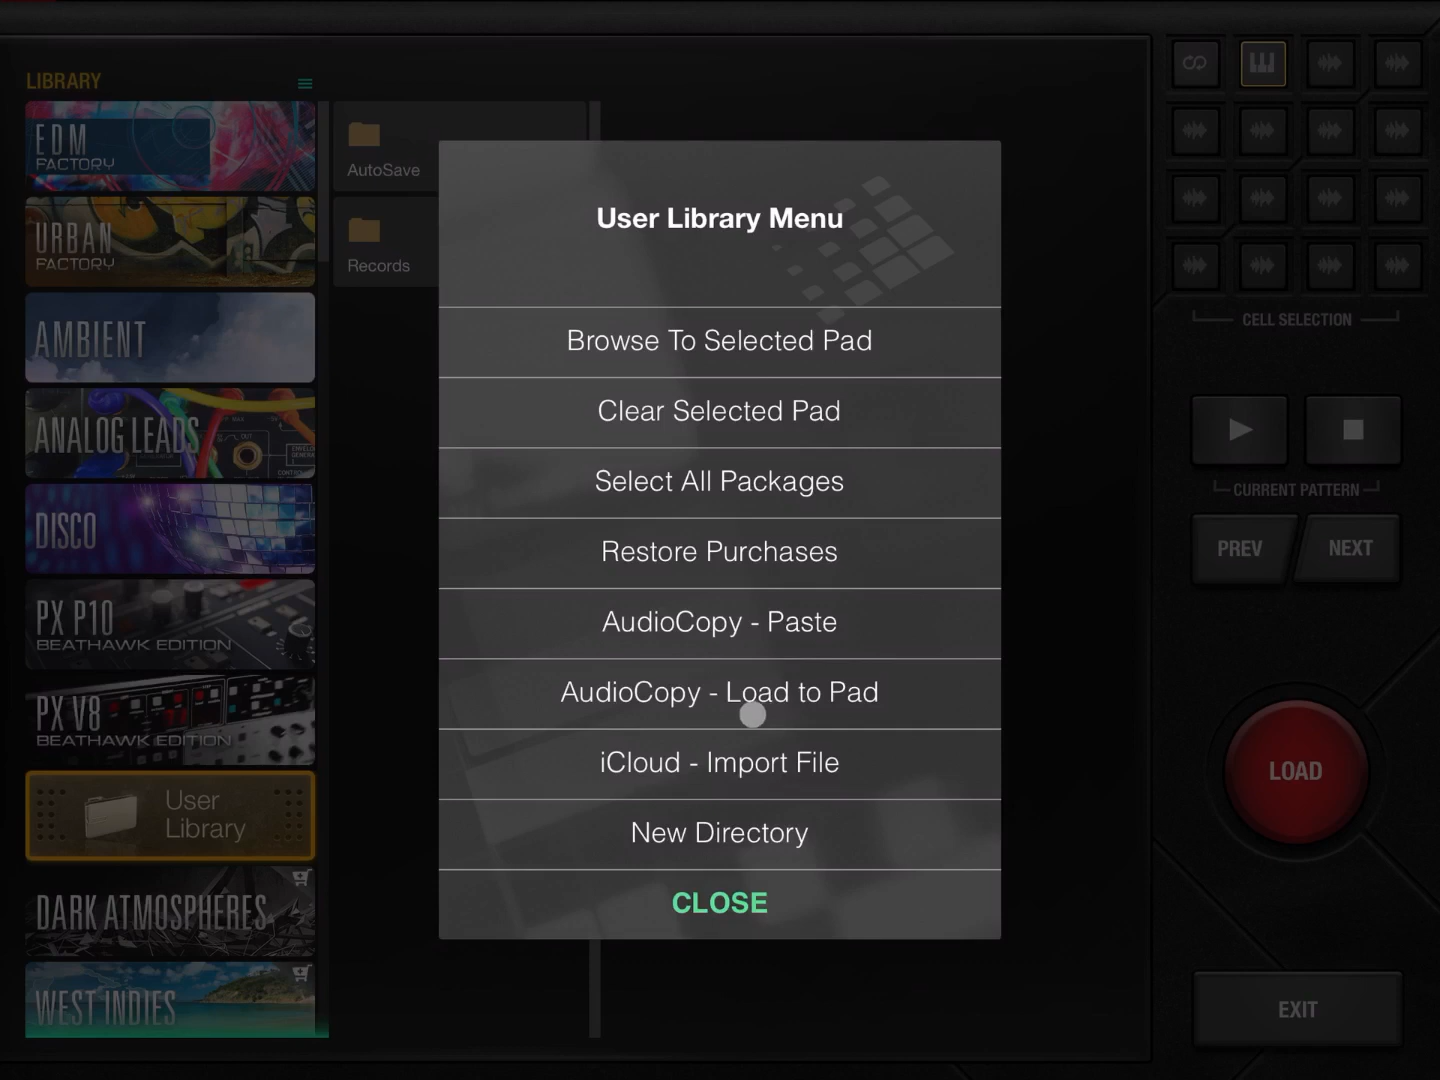 LIBRARY
EDM
FACTORY
URBAN
FACTORY
AMBIENT
ANALOG LEADS
DISCO
PX P10
BEATHAWK EDITION
PX V8
BEATHAWK EDITION
User
Library
DARK ATMOSPHERES
WEST INDIES
AutoSave
Records
User Library Menu
Browse To Selected Pad
Clear Selected Pad
Select All Packages
Restore Purchases
AudioCopy - Paste
AudioCopy - Load to Pad
iCloud - Import File
New Directory
CLOSE
CELL SELECTION
CURRENT PATTERN
PREV
NEXT
LOAD
EXIT